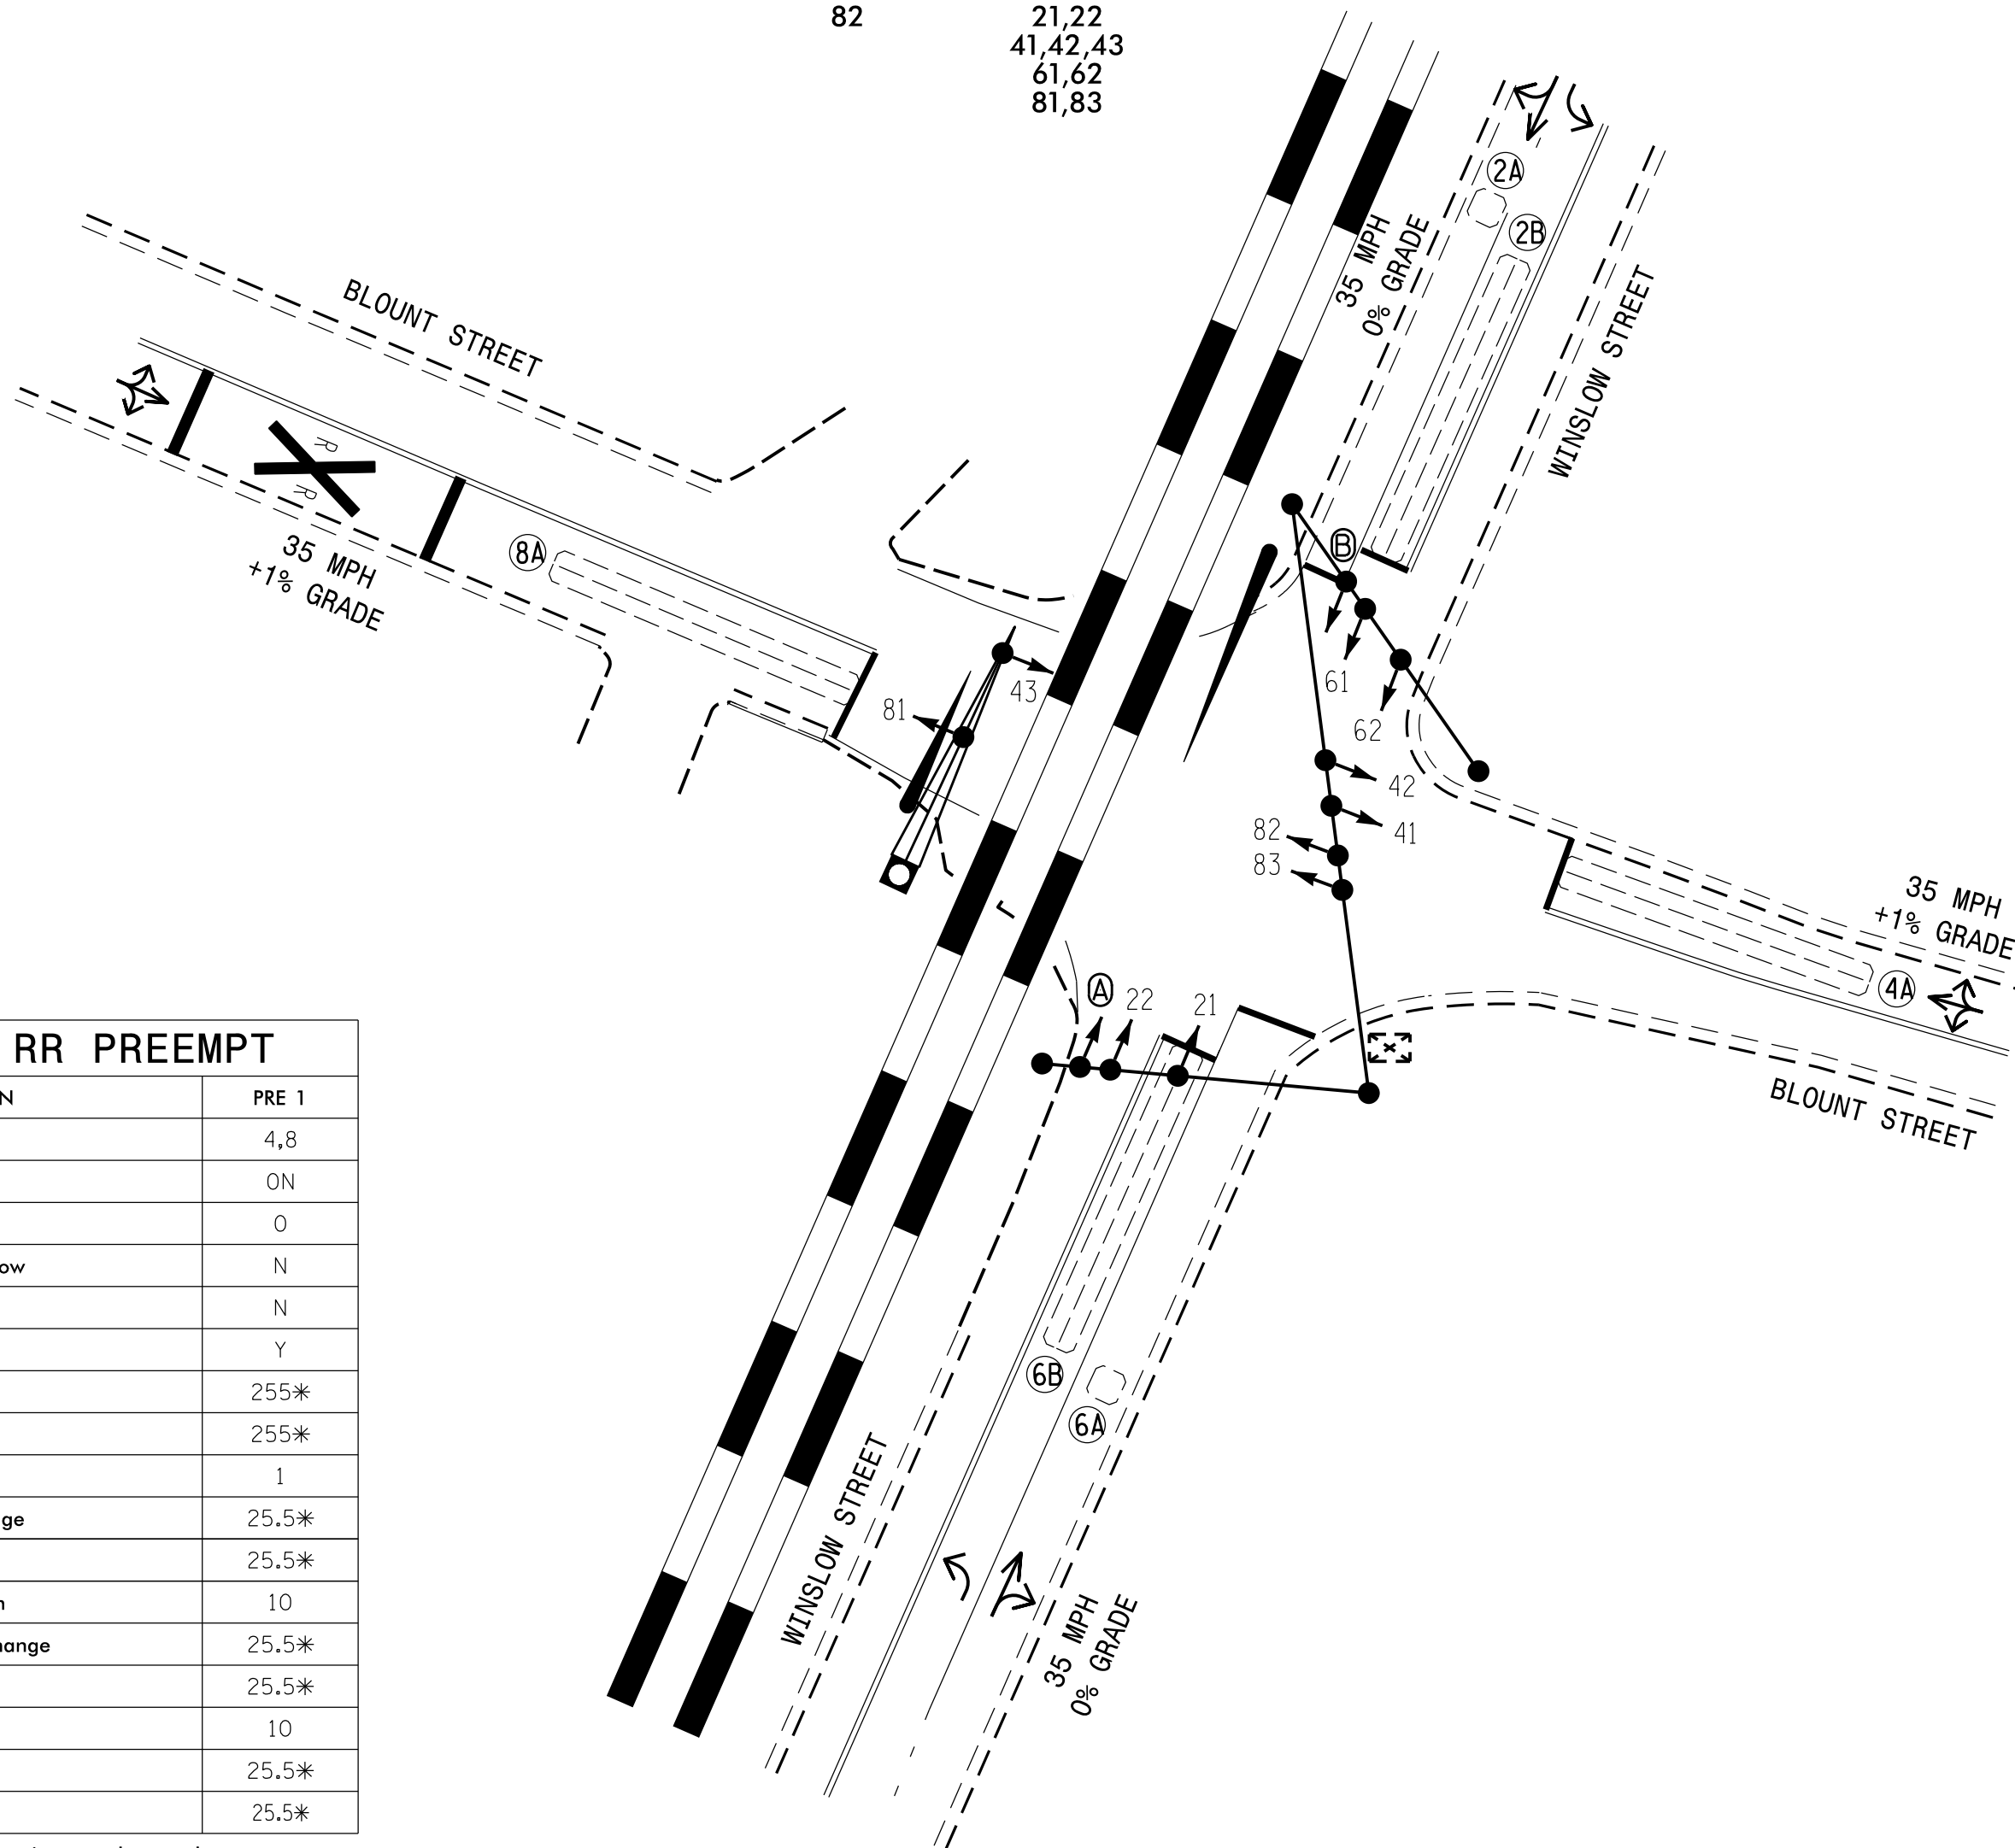 82
21,22
41,42,43
61,62
81,83
2A
2B
35 MPH
0% GRADE
WINSLOW STREET
BLOUNT STREET
R
R
35 MPH
+1% GRADE
8A
B
43
81
61
62
42
41
82
83
35 MPH
+1% GRADE
4A
BLOUNT STREET
A
22
21
6B
6A
WINSLOW STREET
35 MPH
0% GRADE
RR PREEMPT
N
PRE 1
4,8
ON
0
ow
N
N
Y
255*
255*
1
ge
25.5*
25.5*
n
10
hange
25.5*
25.5*
10
25.5*
25.5*